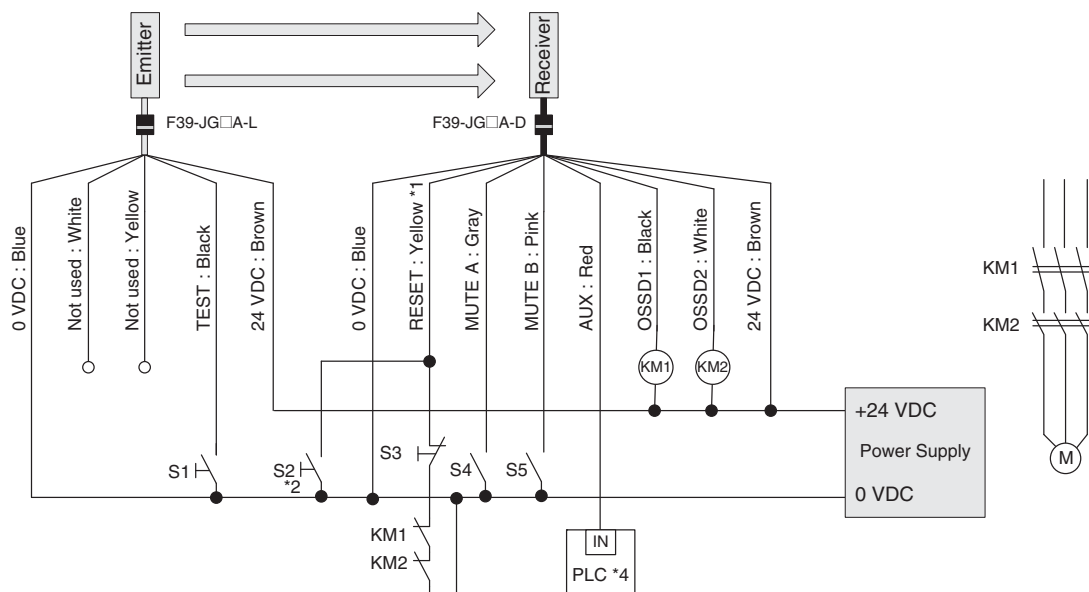 Emitter
Receiver
F39-JG□A-L
F39-JG□A-D
0 VDC : Blue
Not used : White
Not used : Yellow
TEST : Black
24 VDC : Brown
0 VDC : Blue
RESET : Yellow *1
MUTE A : Gray
MUTE B : Pink
AUX : Red
OSSD1 : Black
OSSD2 : White
24 VDC : Brown
KM1
KM2
KM1
KM2
M
+24 VDC
Power Supply
0 VDC
S1
S2
*2
S3
S4
S5
KM1
KM2
IN
PLC *4